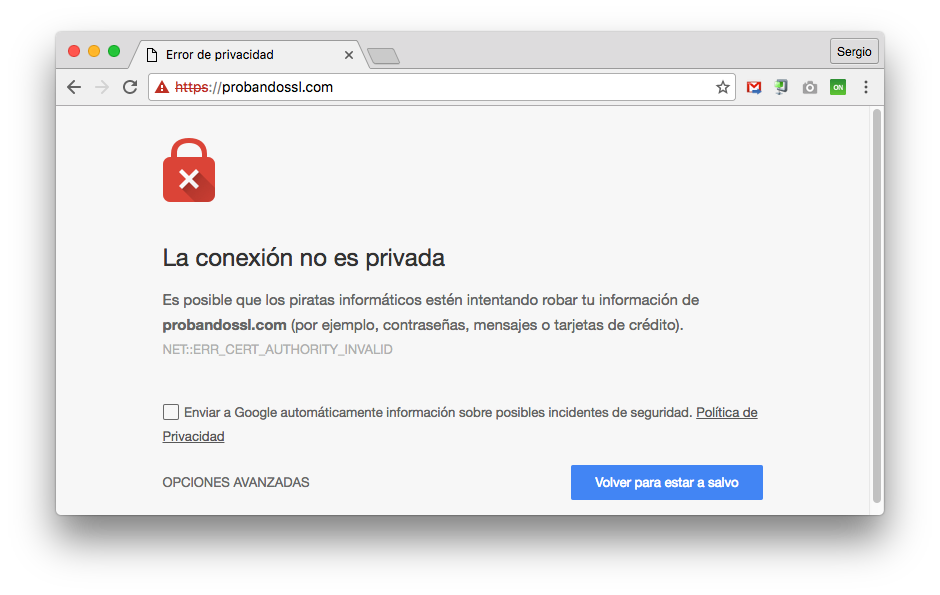 Error de privacidad
Sergio
https://probandossl.com
ON
La conexión no es privada
Es posible que los piratas informáticos estén intentando robar tu información de
probandossl.com (por ejemplo, contraseñas, mensajes o tarjetas de crédito).
NET::ERR_CERT_AUTHORITY_INVALID
Enviar a Google automáticamente información sobre posibles incidentes de seguridad. Política de
Privacidad
OPCIONES AVANZADAS
Volver para estar a salvo